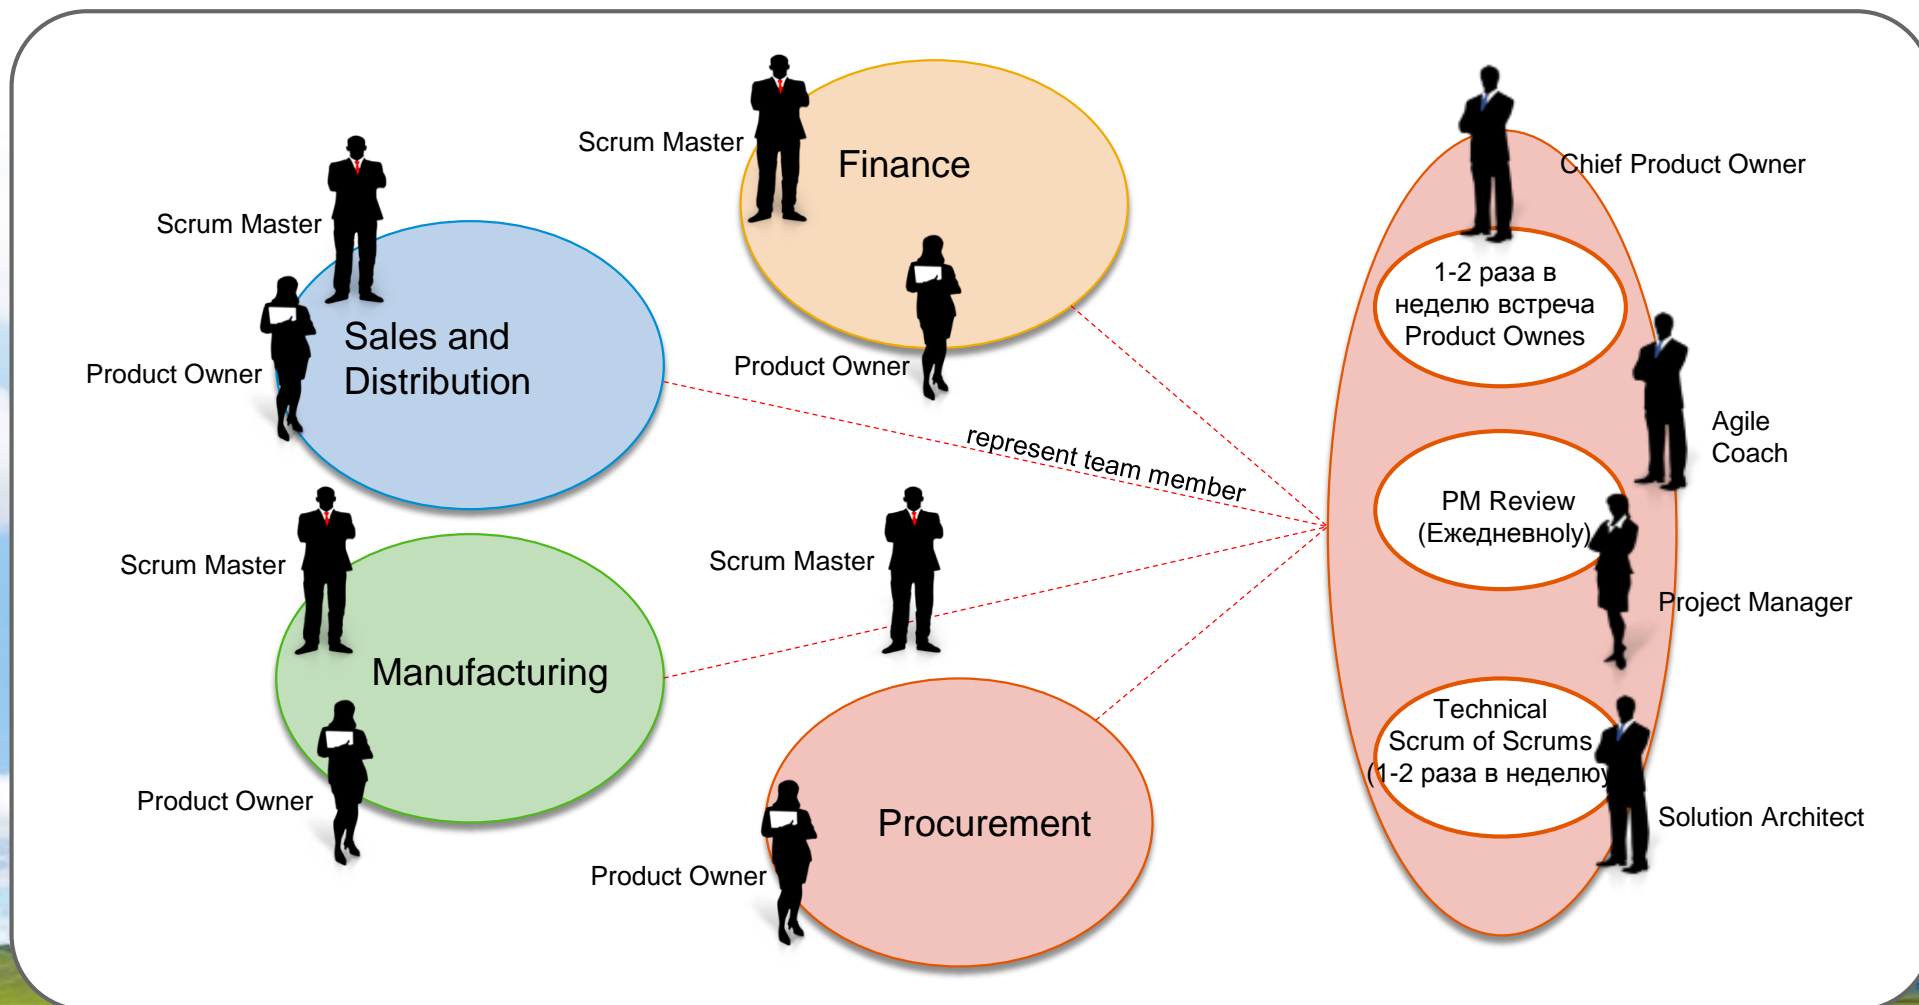 Scrum Master
Finance
Chief Product Owner
Scrum Master
1-2 раза в
неделю встреча
Product Ownes
Sales and
Distribution
Product Owner
Product Owner
Agile
Coach
represent team member
PM Review
(Ежедневноly)
Scrum Master
Scrum Master
Project Manager
Manufacturing
Technical
Scrum of Scrums
(1-2 раза в неделю)
Product Owner
Procurement
Solution Architect
Product Owner